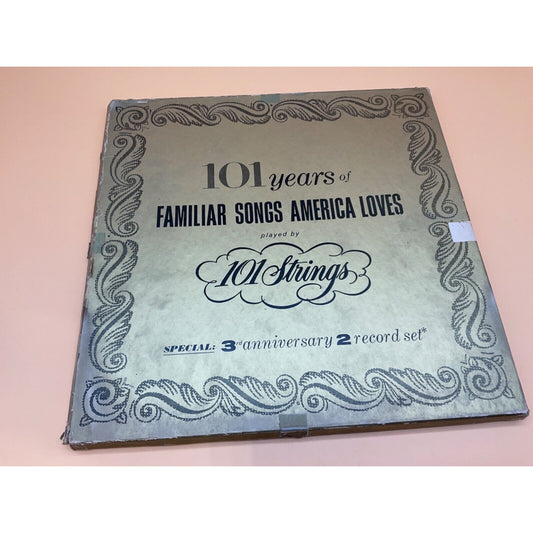 101 years of
FAMILIAR SONGS AMERICA LOVES
played by
101 Strings
SPECIAL: 3rd anniversary 2 record set*